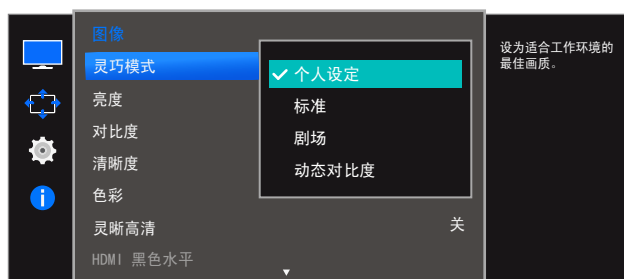 图像
灵巧模式
亮度
对比度
清晰度
色彩
灵晰高清
关
HDMI 黑色水平
个人设定
标准
剧场
动态对比度
设为适合工作环境的
最佳画质。